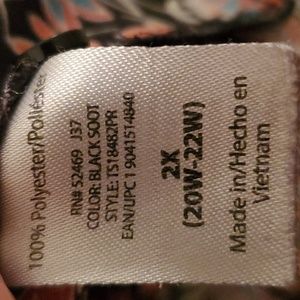 100% Polyester/Poliéster
RN# 52469 J37
COLOR: BLACK SOOT
STYLE: TS18482PR
EAN/UPC 1 9041514840
2X
(20W-22W)
Made in/Hecho en
Vietnam